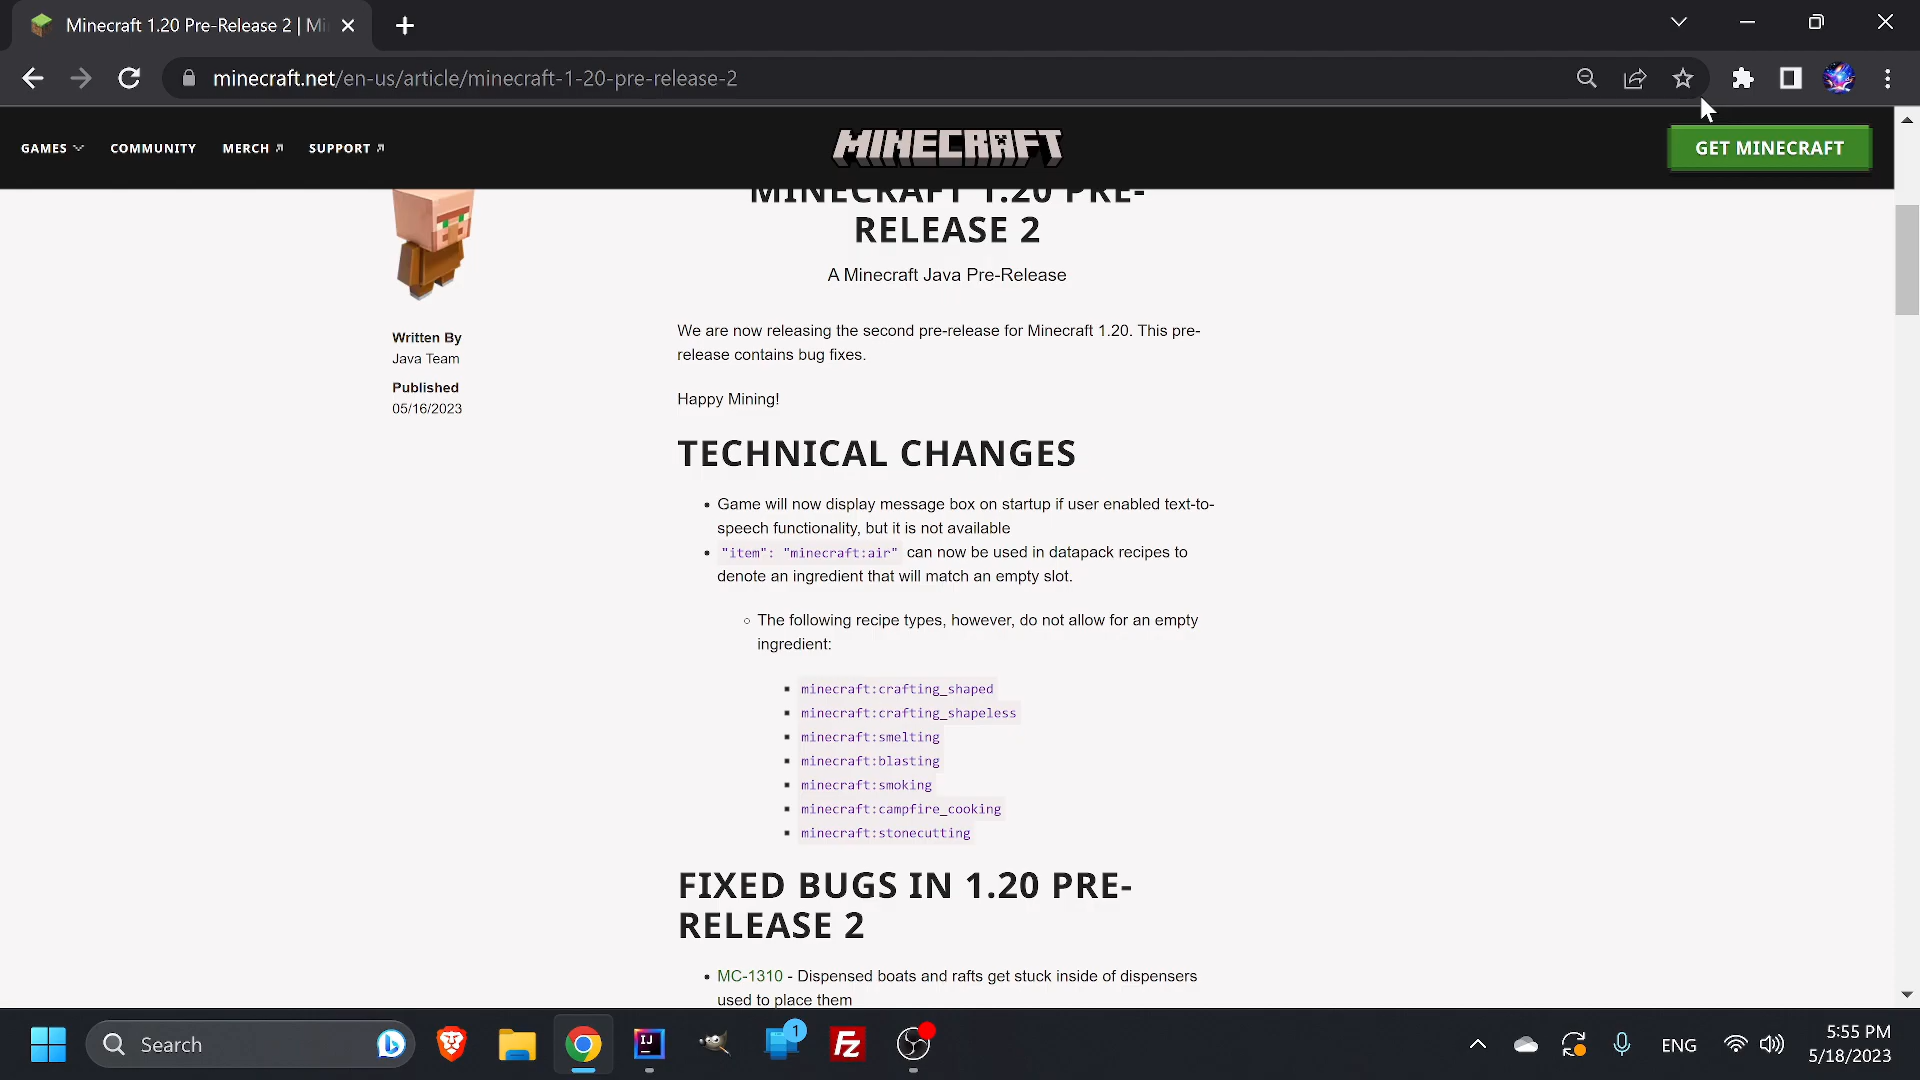 Minecraft 1.20 Pre-Release 2 | Mi
minecraft.net/en-us/article/minecraft-1-20-pre-release-2
GAMES
COMMUNITY
MERCH
SUPPORT
MINECRAFT
GET MINECRAFT
MINECRAFT 1.20 PRE-
RELEASE 2
A Minecraft Java Pre-Release
Written By
Java Team
Published
05/16/2023
We are now releasing the second pre-release for Minecraft 1.20. This pre-
release contains bug fixes.
Happy Mining!
TECHNICAL CHANGES
• Game will now display message box on startup if user enabled text-to-
speech functionality, but it is not available
• "item": "minecraft:air" can now be used in datapack recipes to
denote an ingredient that will match an empty slot.
○ The following recipe types, however, do not allow for an empty
ingredient:
▪ minecraft:crafting_shaped
▪ minecraft:crafting_shapeless
▪ minecraft:smelting
▪ minecraft:blasting
▪ minecraft:smoking
▪ minecraft:campfire_cooking
▪ minecraft:stonecutting
FIXED BUGS IN 1.20 PRE-
RELEASE 2
• MC-1310 - Dispensed boats and rafts get stuck inside of dispensers
used to place them
Search
IJ
1
FZ
ENG
5:55 PM
5/18/2023